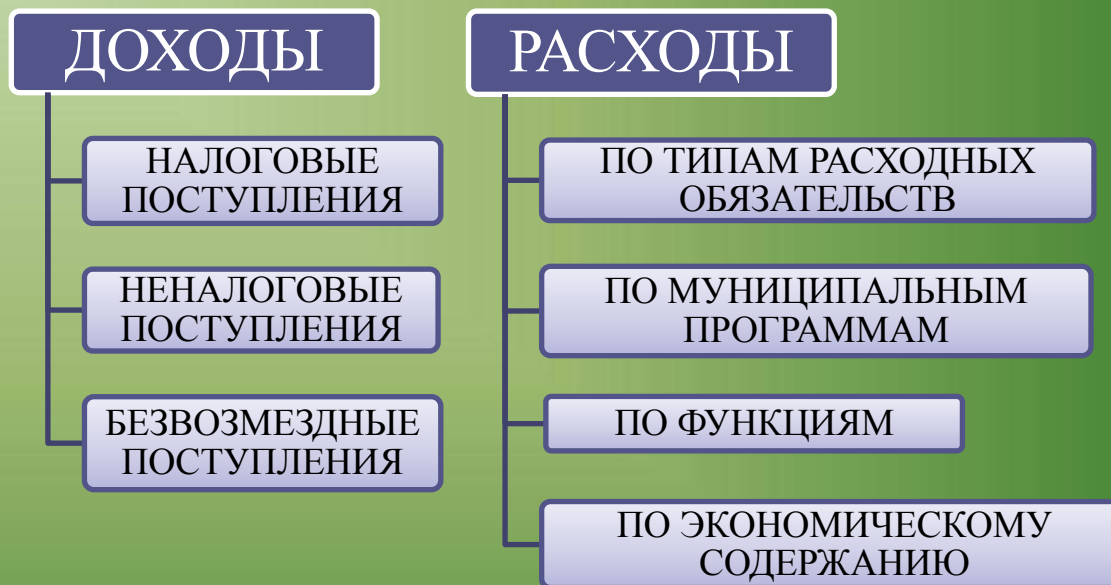 ДОХОДЫ
НАЛОГОВЫЕ
ПОСТУПЛЕНИЯ
НЕНАЛОГОВЫЕ
ПОСТУПЛЕНИЯ
БЕЗВОЗМЕЗДНЫЕ
ПОСТУПЛЕНИЯ
РАСХОДЫ
ПО ТИПАМ РАСХОДНЫХ
ОБЯЗАТЕЛЬСТВ
ПО МУНИЦИПАЛЬНЫМ
ПРОГРАММАМ
ПО ФУНКЦИЯМ
ПО ЭКОНОМИЧЕСКОМУ
СОДЕРЖАНИЮ